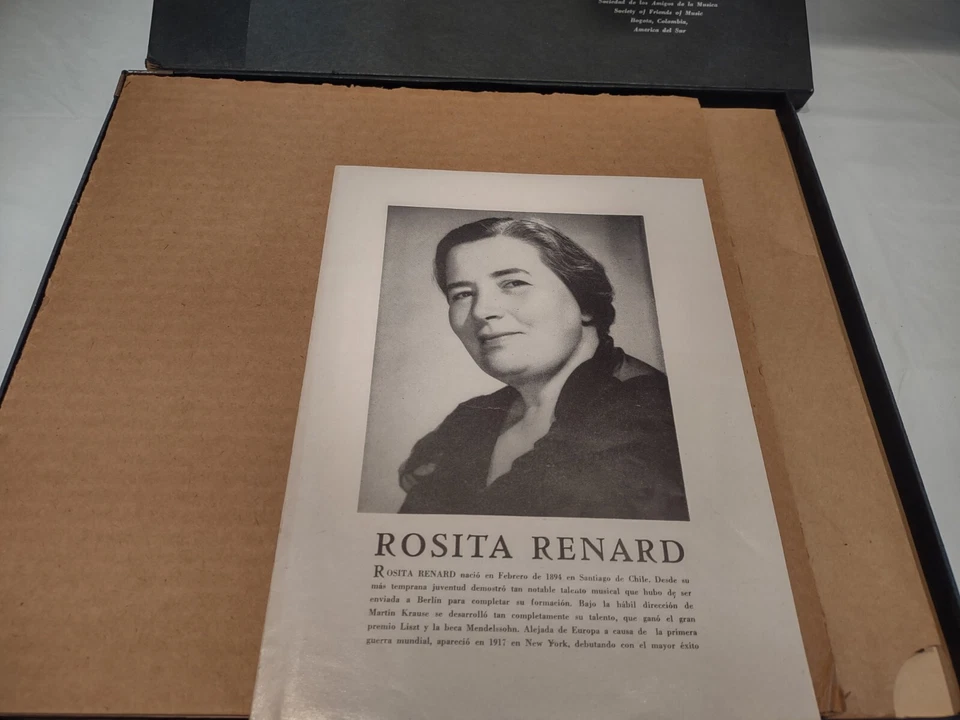 Sociedad de los Amigos de la Musica
Society of Friends of Music
Bogota, Colombia,
America del Sur
ROSITA RENARD
ROSITA RENARD nació en Febrero de 1894 en Santiago de Chile. Desde su
más temprana juventud demostró tan notable talento musical que hubo de ser
enviada a Berlín para completar su formación. Bajo la hábil dirección de
Martin Krause se desarrolló tan completamente su talento, que ganó el gran
premio Liszt y la beca Mendelssohn. Alejada de Europa a causa de la primera
guerra mundial, apareció en 1917 en New York, debutando con el mayor éxito